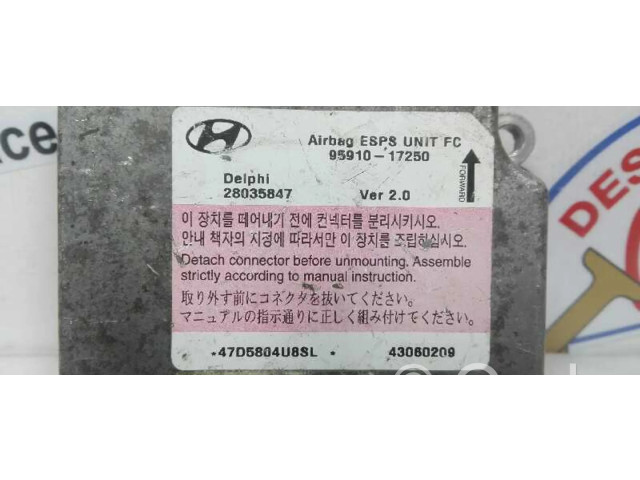 Airbag ESPS UNIT FC
95910-17250
Delphi
28035847
Ver 2.0
FORWARD
이 장치를 떼어내기 전에 컨넥터를 분리시키시오.
안내 책자의 지정에 따라서만 이 장치를 조립하십시오.
Detach connector before unmounting. Assemble
strictly according to manual instruction.
取り外す前にコネクタを抜いてください。
マニュアルの指示通りに正しく組み付けてください。
*47D5804U8SL *
43060209